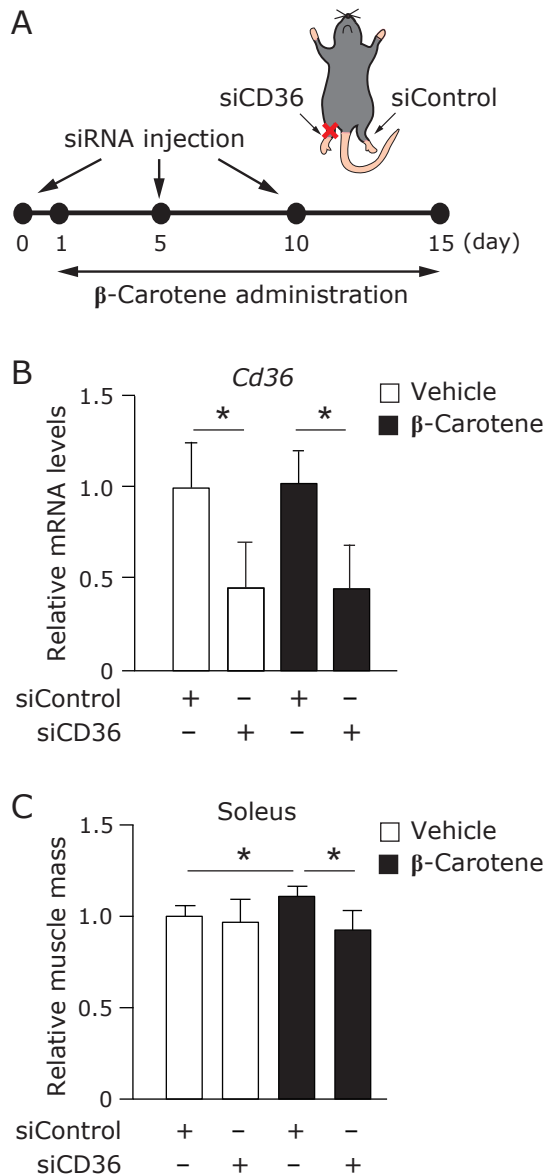 A
siCD36 siControl
siRNA injection
0 1 5 10 15 (day)
β-Carotene administration
B
Cd36
Vehicle
β-Carotene
Relative mRNA levels
1.5
1.0
0.5
0
* *
siControl + – + –
siCD36 – + – +
C
Soleus
Vehicle
β-Carotene
Relative muscle mass
1.5
1.0
0.5
0
* *
siControl + – + –
siCD36 – + – +